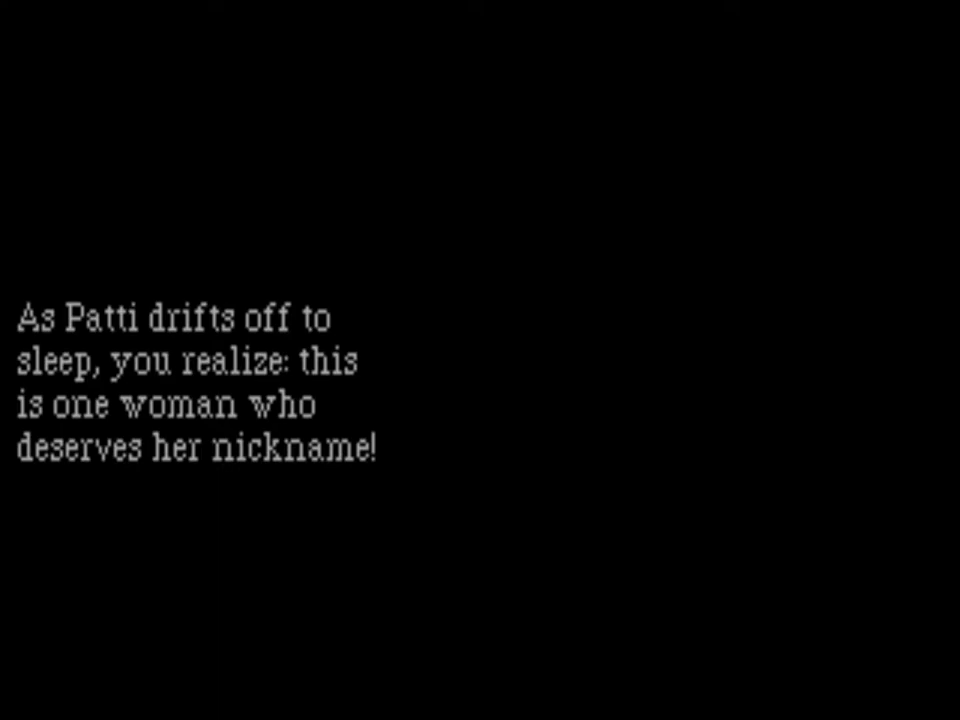 As Patti drifts off to
sleep, you realize: this
is one woman who
deserves her nickname!